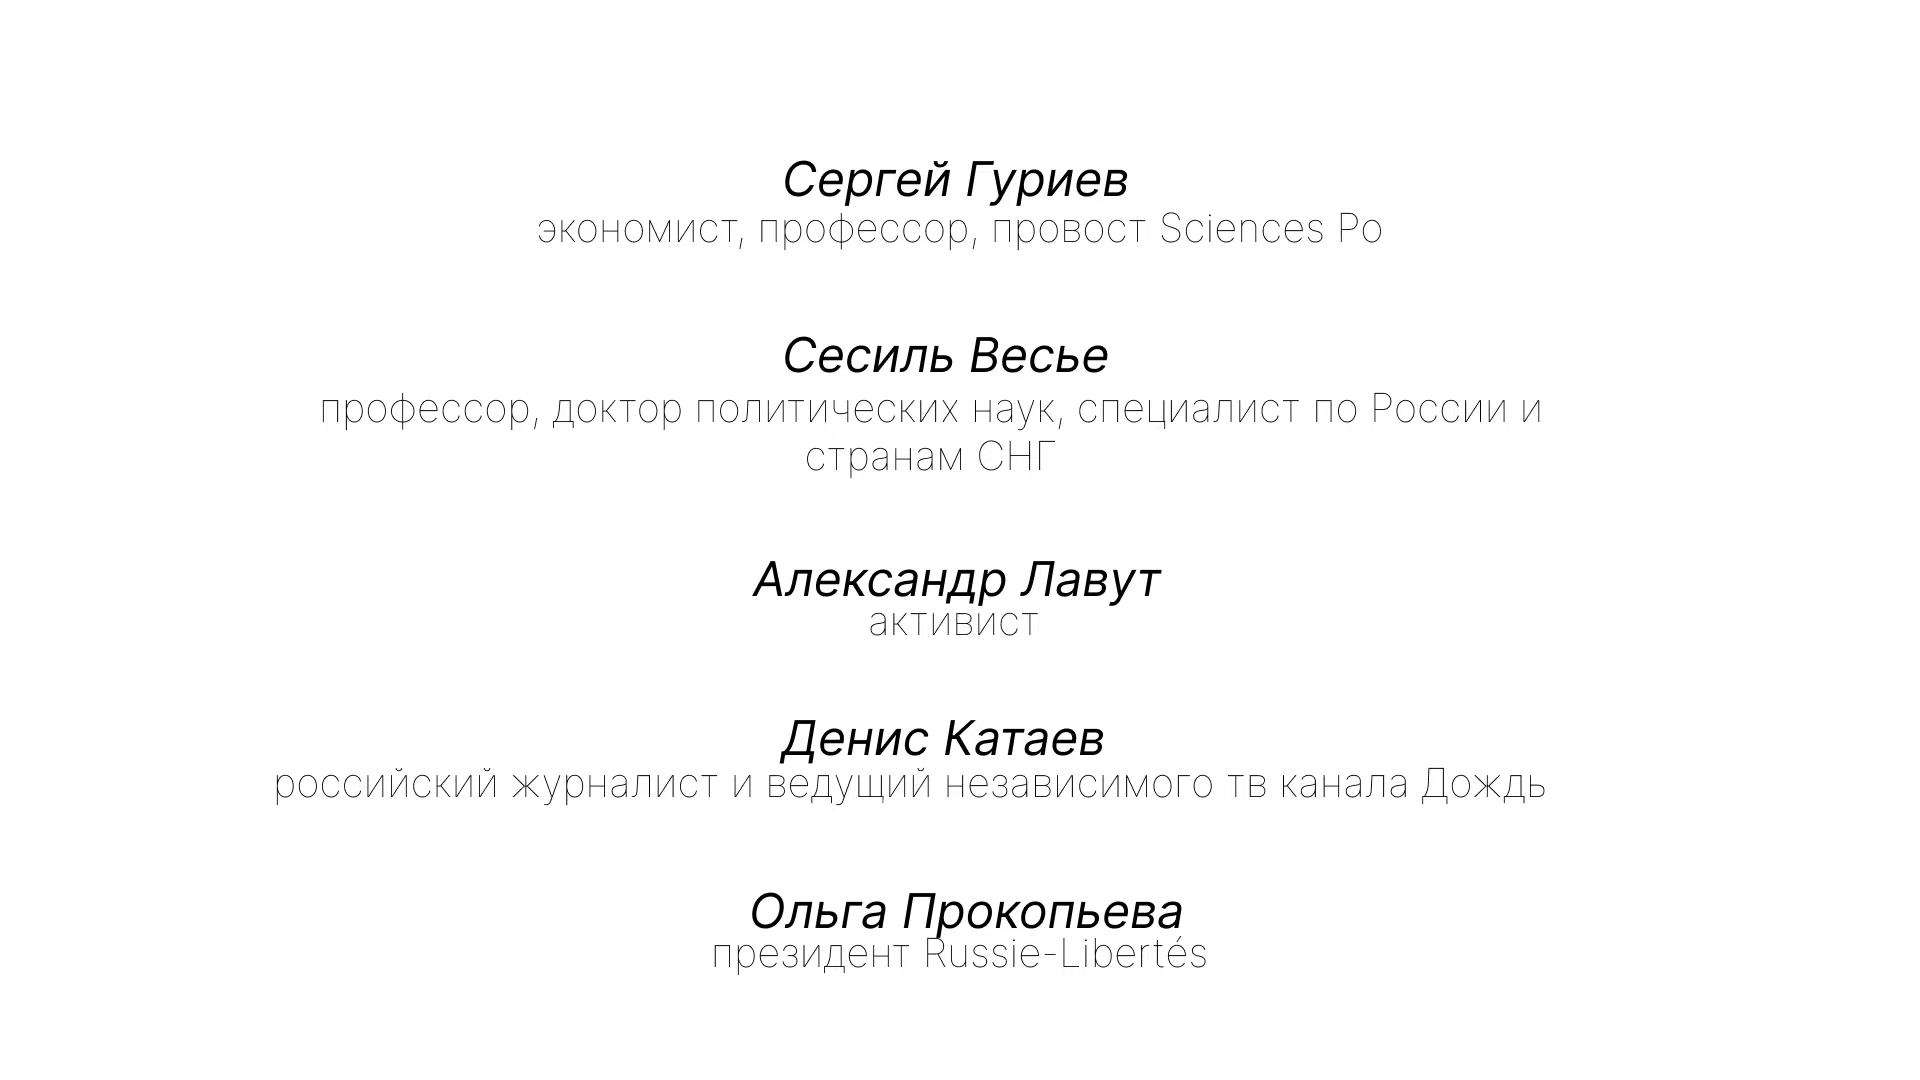 Сергей Гуриев
экономист, профессор, провост Sciences Po
Сесиль Весье
профессор, доктор политических наук, специалист по России и
странам СНГ
Александр Лавут
активист
Денис Катаев
российский журналист и ведущий независимого тв канала Дождь
Ольга Прокопьева
президент Russie-Libertés